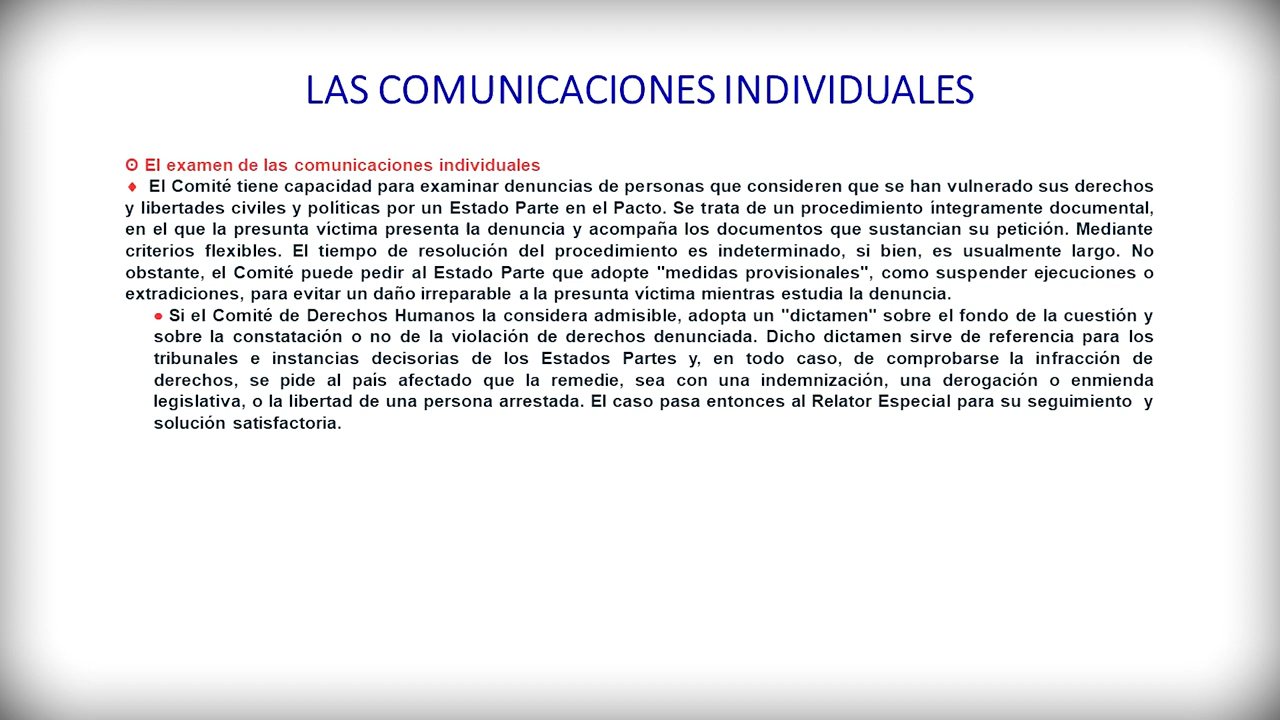 LAS COMUNICACIONES INDIVIDUALES
⊙ El examen de las comunicaciones individuales
♦ El Comité tiene capacidad para examinar denuncias de personas que consideren que se han vulnerado sus derechos
y libertades civiles y políticas por un Estado Parte en el Pacto. Se trata de un procedimiento íntegramente documental,
en el que la presunta víctima presenta la denuncia y acompaña los documentos que sustancian su petición. Mediante
criterios flexibles. El tiempo de resolución del procedimiento es indeterminado, si bien, es usualmente largo. No
obstante, el Comité puede pedir al Estado Parte que adopte "medidas provisionales", como suspender ejecuciones o
extradiciones, para evitar un daño irreparable a la presunta víctima mientras estudia la denuncia.
● Si el Comité de Derechos Humanos la considera admisible, adopta un "dictamen" sobre el fondo de la cuestión y
sobre la constatación o no de la violación de derechos denunciada. Dicho dictamen sirve de referencia para los
tribunales e instancias decisorias de los Estados Partes y, en todo caso, de comprobarse la infracción de
derechos, se pide al país afectado que la remedie, sea con una indemnización, una derogación o enmienda
legislativa, o la libertad de una persona arrestada. El caso pasa entonces al Relator Especial para su seguimiento y
solución satisfactoria.